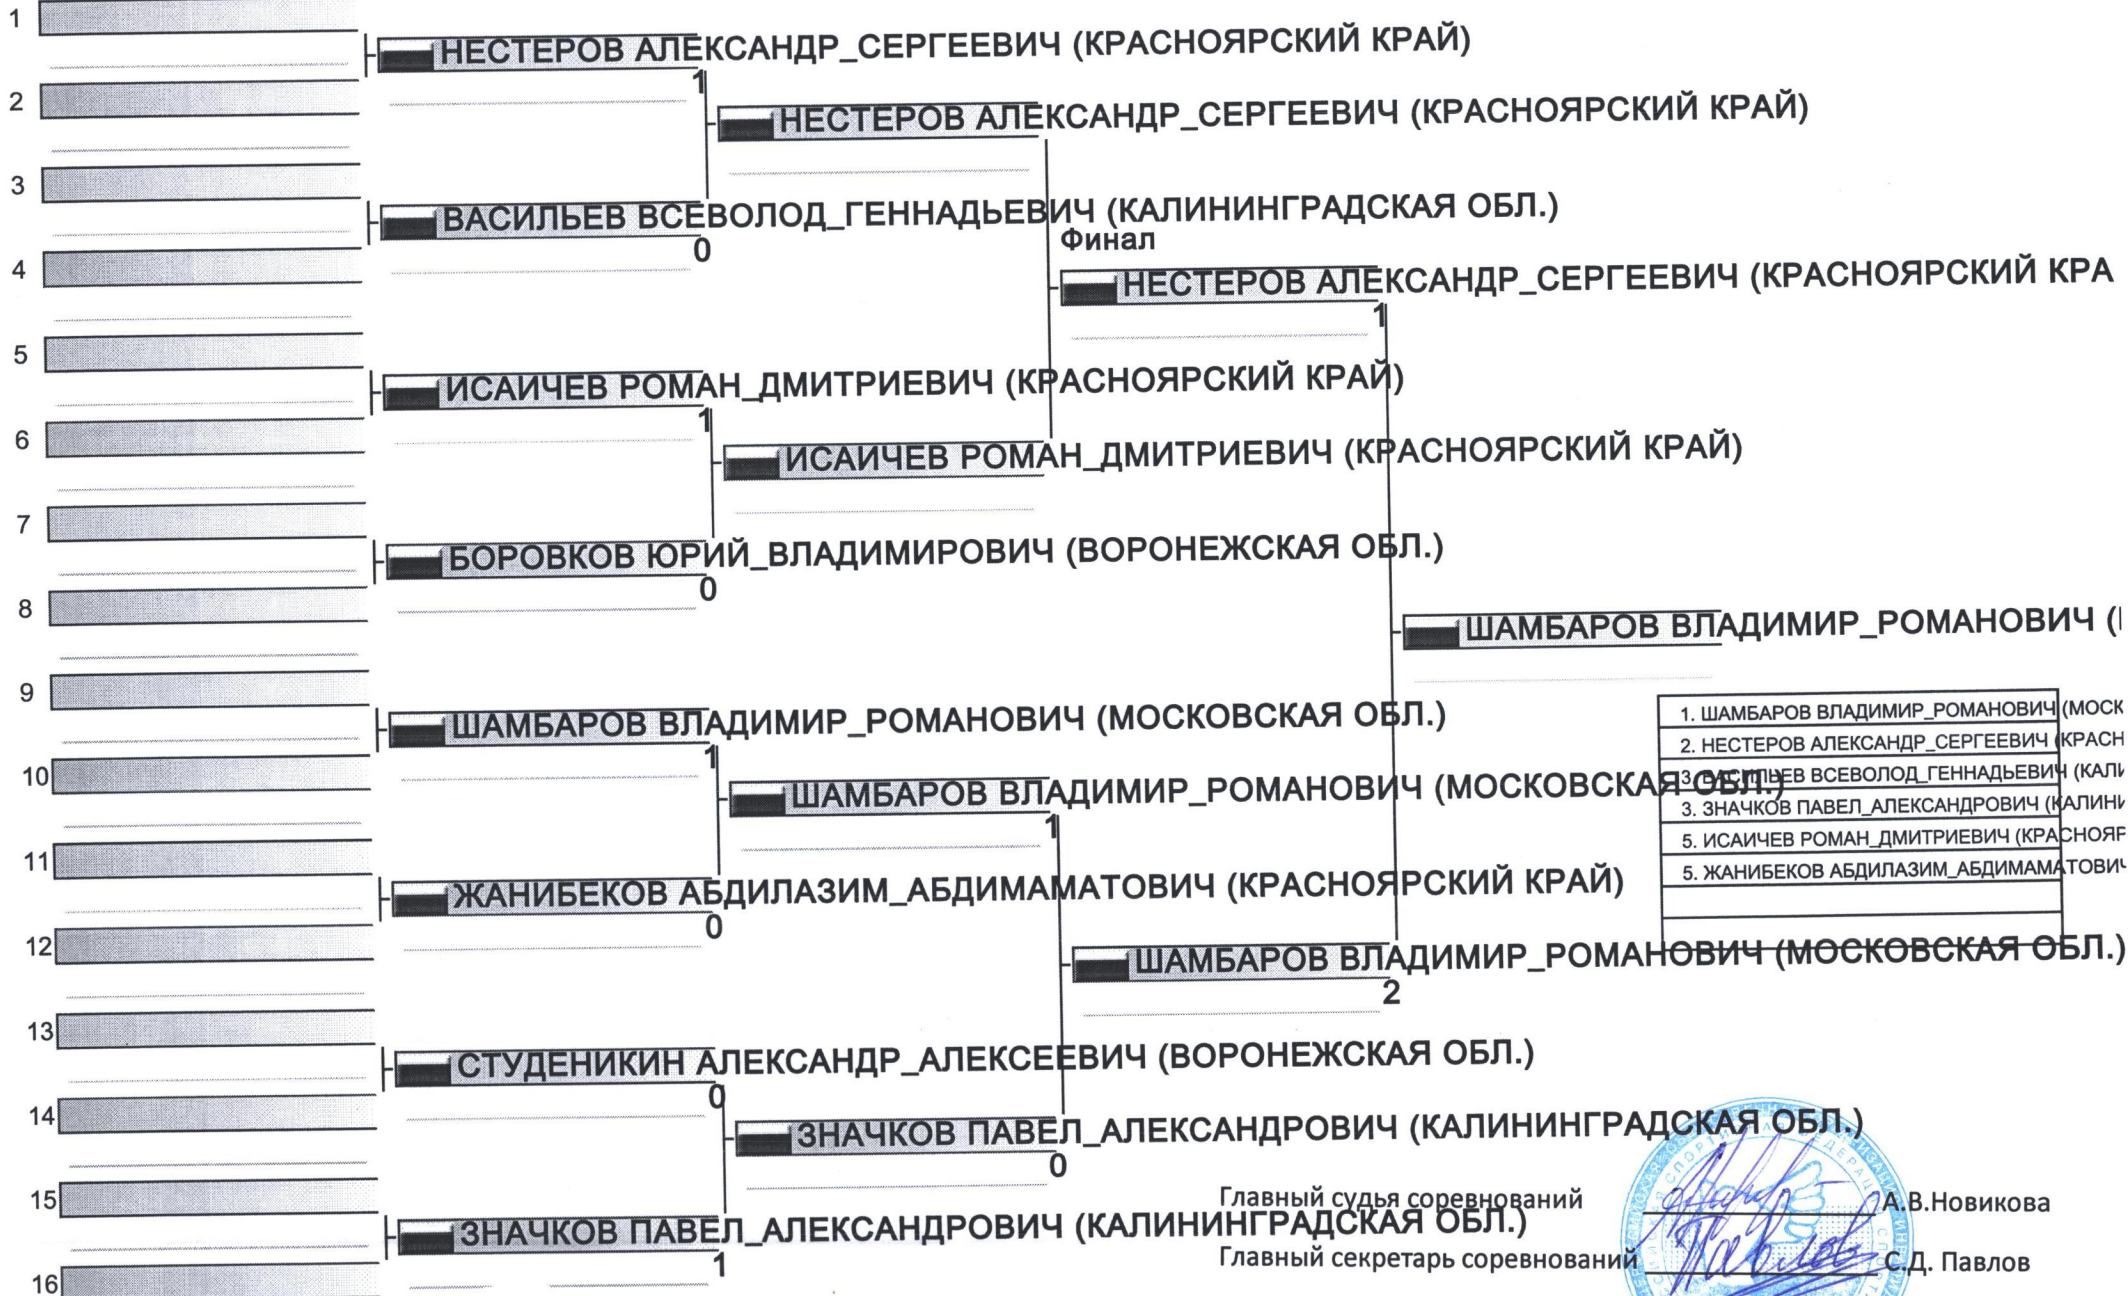 1
НЕСТЕРОВ АЛЕКСАНДР_СЕРГЕЕВИЧ (КРАСНОЯРСКИЙ КРАЙ)
1
2
НЕСТЕРОВ АЛЕКСАНДР_СЕРГЕЕВИЧ (КРАСНОЯРСКИЙ КРАЙ)
3
ВАСИЛЬЕВ ВСЕВОЛОД_ГЕННАДЬЕВИЧ (КАЛИНИНГРАДСКАЯ ОБЛ.)
0
Финал
4
НЕСТЕРОВ АЛЕКСАНДР_СЕРГЕЕВИЧ (КРАСНОЯРСКИЙ КРА
1
5
ИСАИЧЕВ РОМАН_ДМИТРИЕВИЧ (КРАСНОЯРСКИЙ КРАЙ)
1
6
ИСАИЧЕВ РОМАН_ДМИТРИЕВИЧ (КРАСНОЯРСКИЙ КРАЙ)
7
БОРОВКОВ ЮРИЙ_ВЛАДИМИРОВИЧ (ВОРОНЕЖСКАЯ ОБЛ.)
0
8
ШАМБАРОВ ВЛАДИМИР_РОМАНОВИЧ (
9
ШАМБАРОВ ВЛАДИМИР_РОМАНОВИЧ (МОСКОВСКАЯ ОБЛ.)
1
1. ШАМБАРОВ ВЛАДИМИР_РОМАНОВИЧ (МОСК
2. НЕСТЕРОВ АЛЕКСАНДР_СЕРГЕЕВИЧ (КРАСН
3. ВАСИЛЬЕВ ВСЕВОЛОД_ГЕННАДЬЕВИЧ (КАЛИ
3. ЗНАЧКОВ ПАВЕЛ_АЛЕКСАНДРОВИЧ (КАЛИНИ
5. ИСАИЧЕВ РОМАН_ДМИТРИЕВИЧ (КРАСНОЯР
5. ЖАНИБЕКОВ АБДИЛАЗИМ_АБДИМАМАТОВИЧ
10
ШАМБАРОВ ВЛАДИМИР_РОМАНОВИЧ (МОСКОВСКАЯ ОБЛ.)
1
11
ЖАНИБЕКОВ АБДИЛАЗИМ_АБДИМАМАТОВИЧ (КРАСНОЯРСКИЙ КРАЙ)
0
12
ШАМБАРОВ ВЛАДИМИР_РОМАНОВИЧ (МОСКОВСКАЯ ОБЛ.)
2
13
СТУДЕНИКИН АЛЕКСАНДР_АЛЕКСЕЕВИЧ (ВОРОНЕЖСКАЯ ОБЛ.)
0
14
ЗНАЧКОВ ПАВЕЛ_АЛЕКСАНДРОВИЧ (КАЛИНИНГРАДСКАЯ ОБЛ.)
0
15
Главный судья соревнований А.В.Новикова
ЗНАЧКОВ ПАВЕЛ_АЛЕКСАНДРОВИЧ (КАЛИНИНГРАДСКАЯ ОБЛ.)
1
Главный секретарь соревнований С.Д. Павлов
16